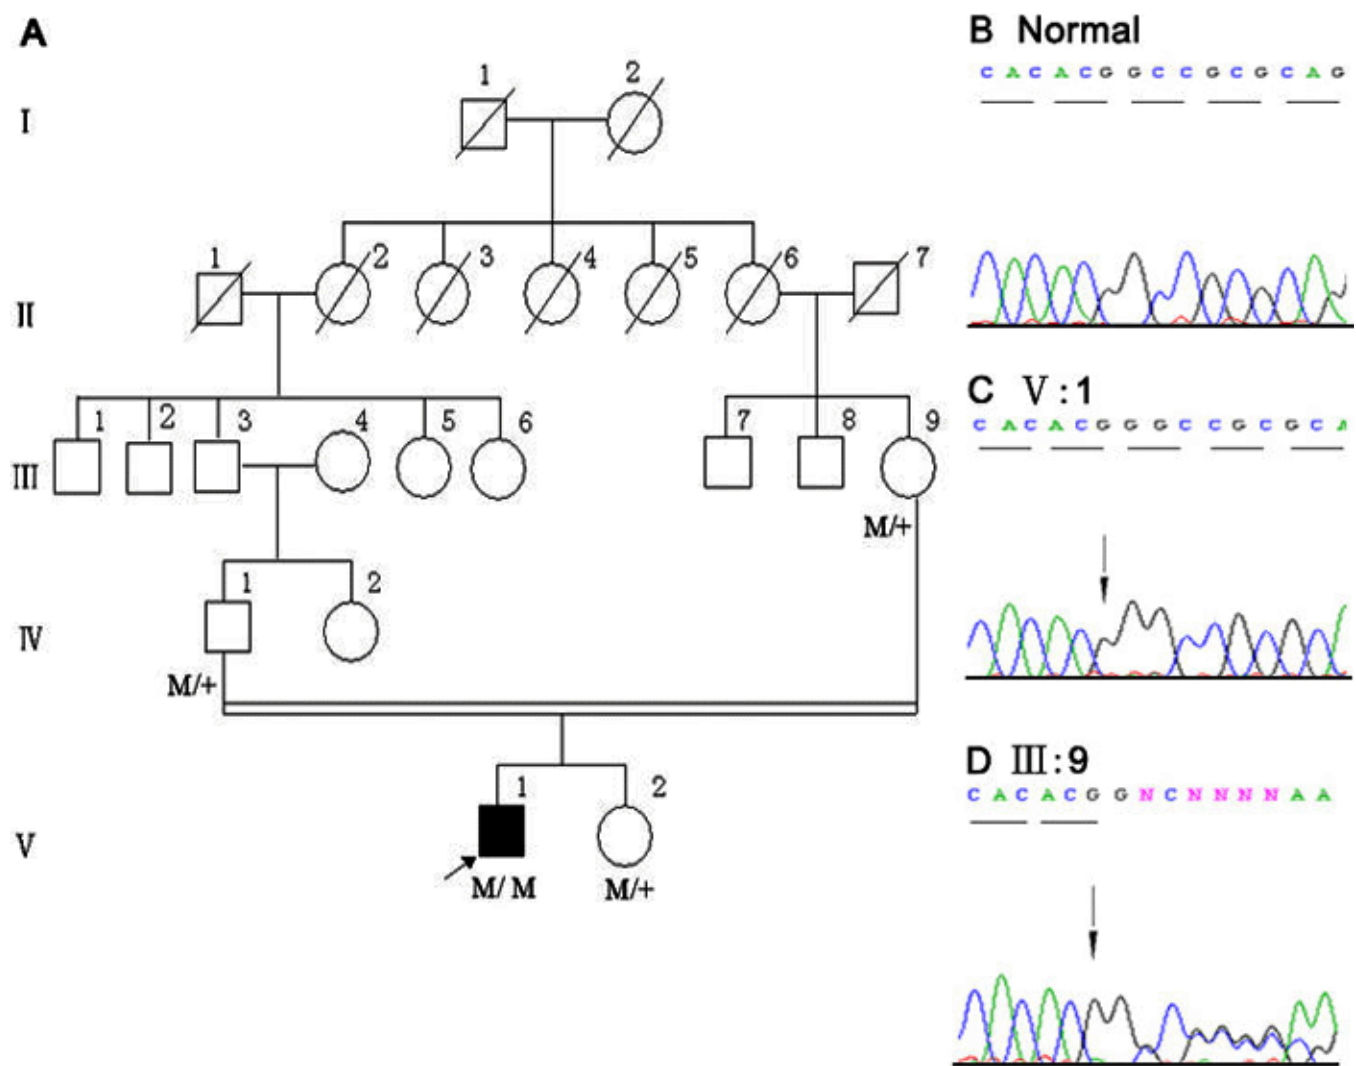 A
B Normal
C A C A C G G C C G C G C A G
1 2
I
1 2 3 4 5 6 7
II
C V:1
C A C A C G G G C C G C G C A
1 2 3 4 5 6 7 8 9
III
M/+
1 2
IV
M/+
D III:9
C A C A C G G N C N N N N A A
1 2
V
M/ M M/+